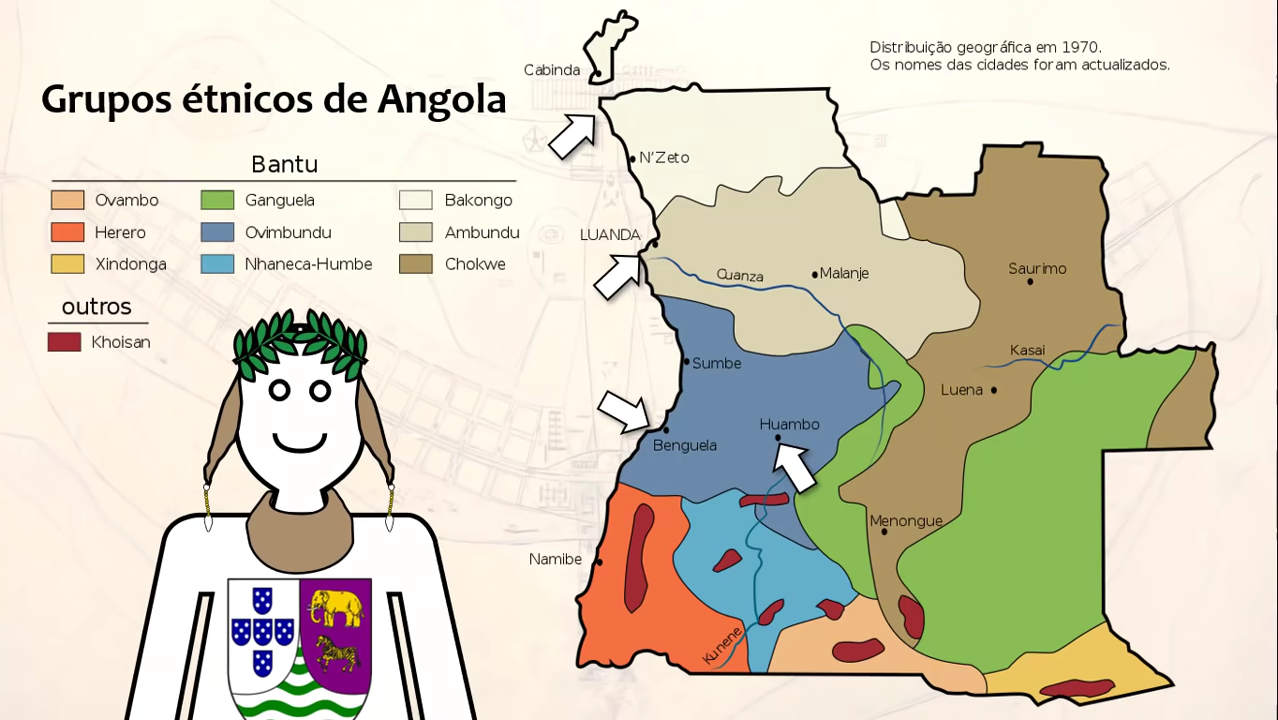 Distribuição geográfica em 1970.
Os nomes das cidades foram actualizados.
Grupos étnicos de Angola
Bantu
Ovambo
Ganguela
Bakongo
Herero
Ovimbundu
Ambundu
Xindonga
Nhaneca-Humbe
Chokwe
outros
Khoisan
Cabinda
N'Zeto
LUANDA
Cuanza
Malanje
Saurimo
Kasai
Sumbe
Luena
Huambo
Benguela
Menongue
Namibe
Kunene